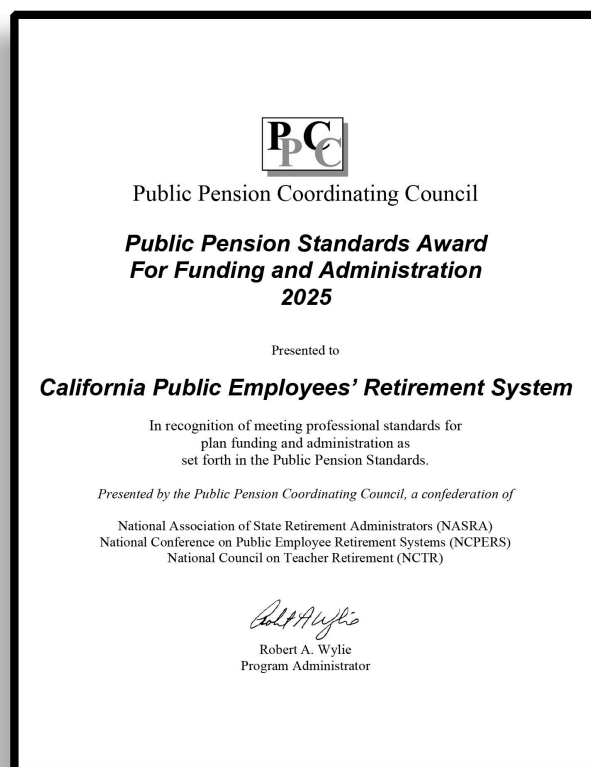 PPCC
Public Pension Coordinating Council
Public Pension Standards Award
For Funding and Administration
2025
Presented to
California Public Employees' Retirement System
In recognition of meeting professional standards for
plan funding and administration as
set forth in the Public Pension Standards.
Presented by the Public Pension Coordinating Council, a confederation of
National Association of State Retirement Administrators (NASRA)
National Conference on Public Employee Retirement Systems (NCPERS)
National Council on Teacher Retirement (NCTR)
Robert A Wylie
Robert A. Wylie
Program Administrator